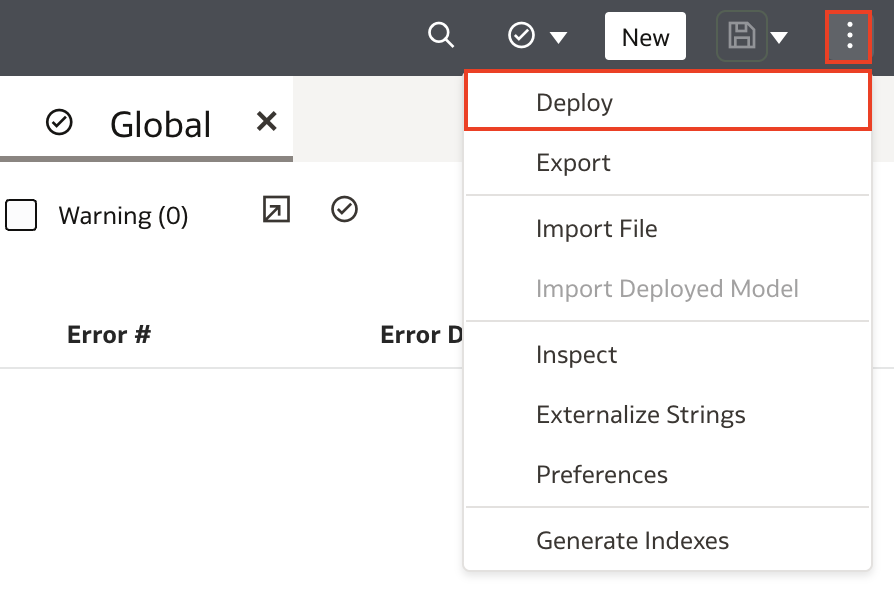 New
Deploy
Global
Export
Warning (0)
Import File
Import Deployed Model
Error #
Error D
Inspect
Externalize Strings
Preferences
Generate Indexes